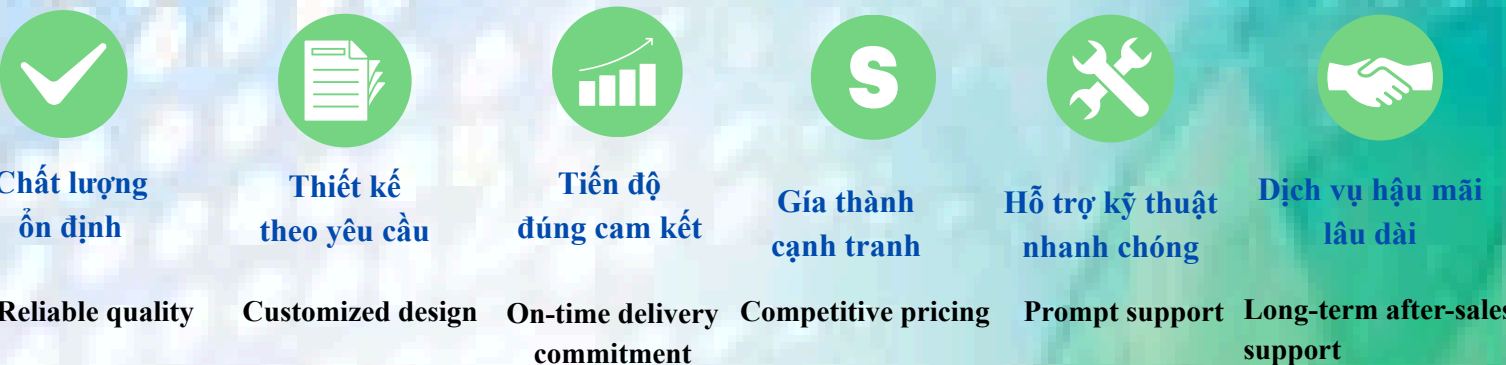 S
Chất lượng
ổn định
Thiết kế
theo yêu cầu
Tiến độ
đúng cam kết
Gía thành
cạnh tranh
Hỗ trợ kỹ thuật
nhanh chóng
Dịch vụ hậu mãi
lâu dài
Reliable quality
Customized design
On-time delivery
commitment
Competitive pricing
Prompt support
Long-term after-sales
support